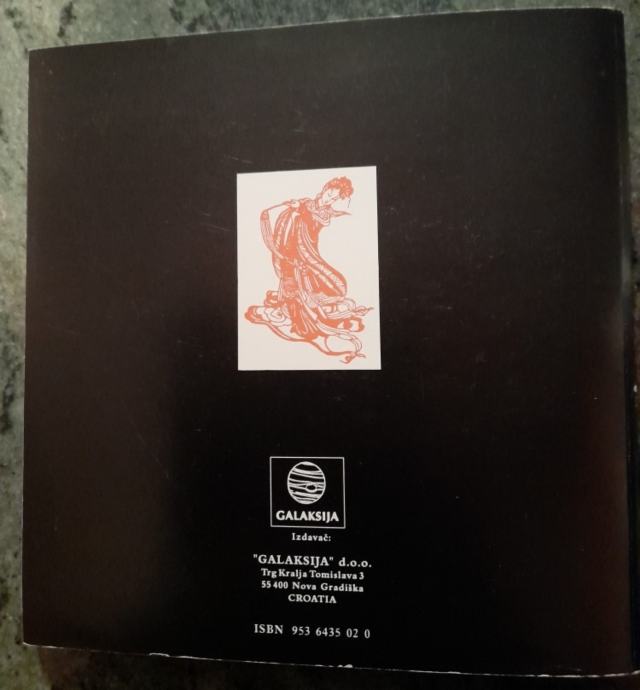 GALAKSIJA
Izdavač:
"GALAKSIJA" d.o.o.
Trg Kralja Tomislava 3
55 400 Nova Gradiška
CROATIA
ISBN 953 6435 02 0